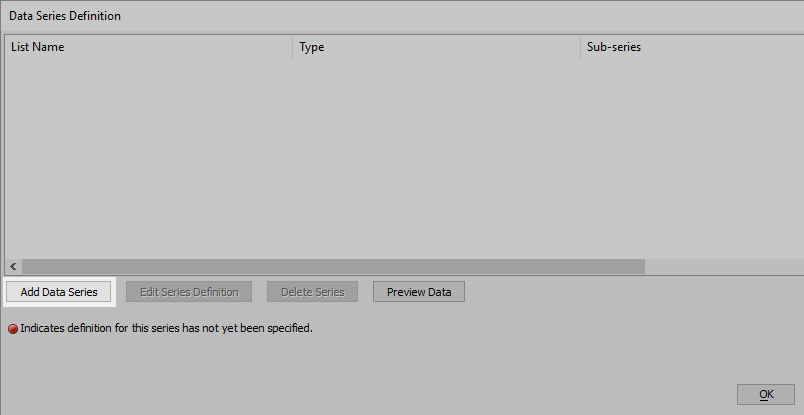 Data Series Definition
List Name Type Sub-series
Add Data Series Edit Series Definition Delete Series Preview Data
Indicates definition for this series has not yet been specified.
OK